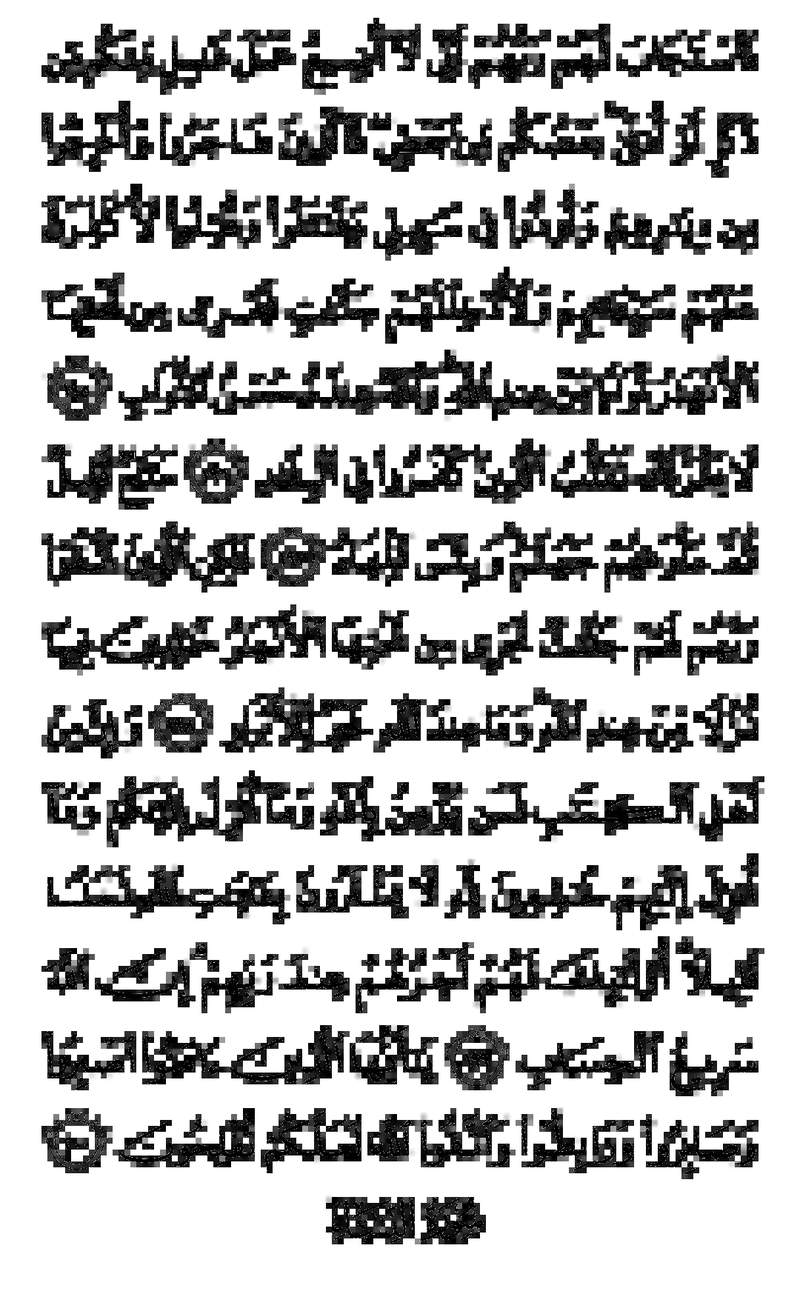 فاستجاب لهم ربهم أني لا أضيع عمل عامل منكم من
ذكر أو أنثى بعضكم من بعض فالذين هاجروا وأخرجوا
من ديارهم وأوذوا في سبيلي وقاتلوا وقتلوا لأكفرن
عنهم سيئاتهم ولأدخلنهم جنات تجري من تحتها
الأنهار ثوابا من عند الله والله عنده حسن الثواب
لا يغرنك تقلب الذين كفروا في البلاد متاع قليل
ثم مأواهم جهنم وبئس المهاد لكن الذين اتقوا
ربهم لهم جنات تجري من تحتها الأنهار خالدين فيها
نزلا من عند الله وما عند الله خير للأبرار وإن من
أهل الكتاب لمن يؤمن بالله وما أنزل إليكم وما
أنزل إليهم خاشعين لله لا يشترون بآيات الله ثمنا
قليلا أولئك لهم أجرهم عند ربهم إن الله
سريع الحساب يا أيها الذين آمنوا اصبروا
وصابروا ورابطوا واتقوا الله لعلكم تفلحون